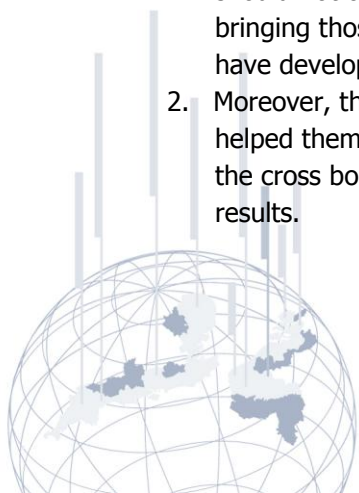 bringing thos
have develop
2. Moreover, th
helped them
the cross bo
results.